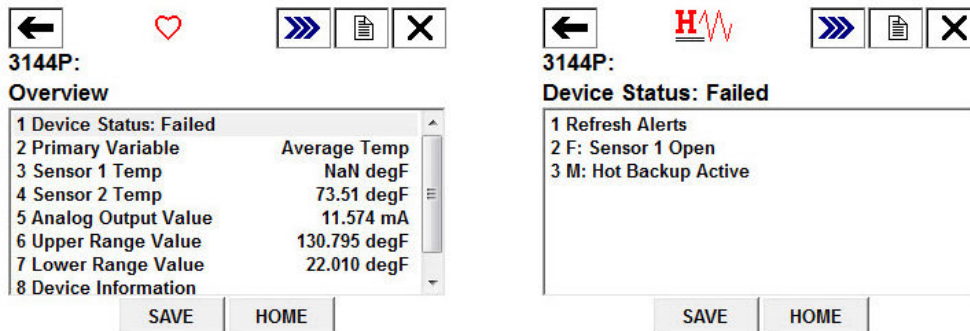 3144P:
Overview
1 Device Status: Failed
2 Primary Variable Average Temp
3 Sensor 1 Temp NaN degF
4 Sensor 2 Temp 73.51 degF
5 Analog Output Value 11.574 mA
6 Upper Range Value 130.795 degF
7 Lower Range Value 22.010 degF
8 Device Information
SAVE HOME
H
3144P:
Device Status: Failed
1 Refresh Alerts
2 F: Sensor 1 Open
3 M: Hot Backup Active
SAVE HOME